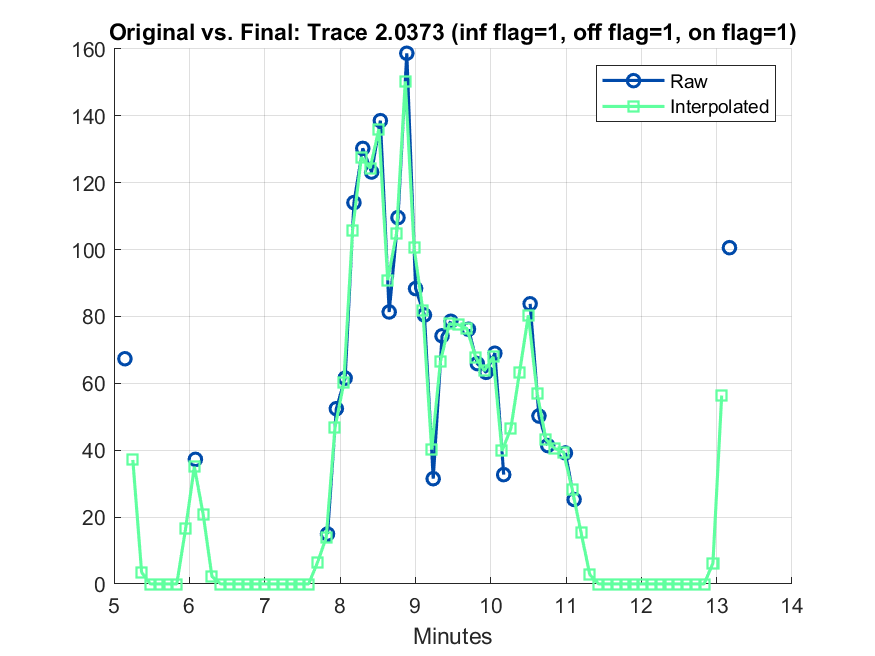 Original vs. Final: Trace 2.0373 (inf flag=1, off flag=1, on flag=1)
160
140
120
100
80
60
40
20
0
Raw
Interpolated
5 6 7 8 9 10 11 12 13 14
Minutes